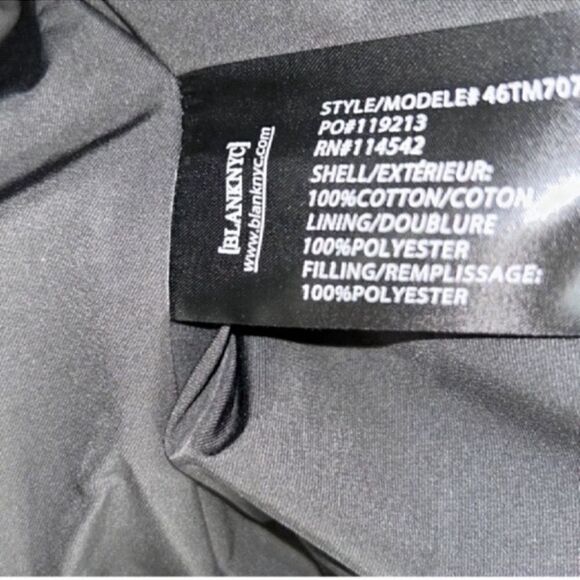 [BLANKNYC]
www.blanknyc.com
STYLE/MODELE# 46TM707
PO#119213
RN#114542
SHELL/EXTÉRIEUR:
100%COTTON/COTON
LINING/DOUBLURE
100%POLYESTER
FILLING/REMPLISSAGE:
100%POLYESTER